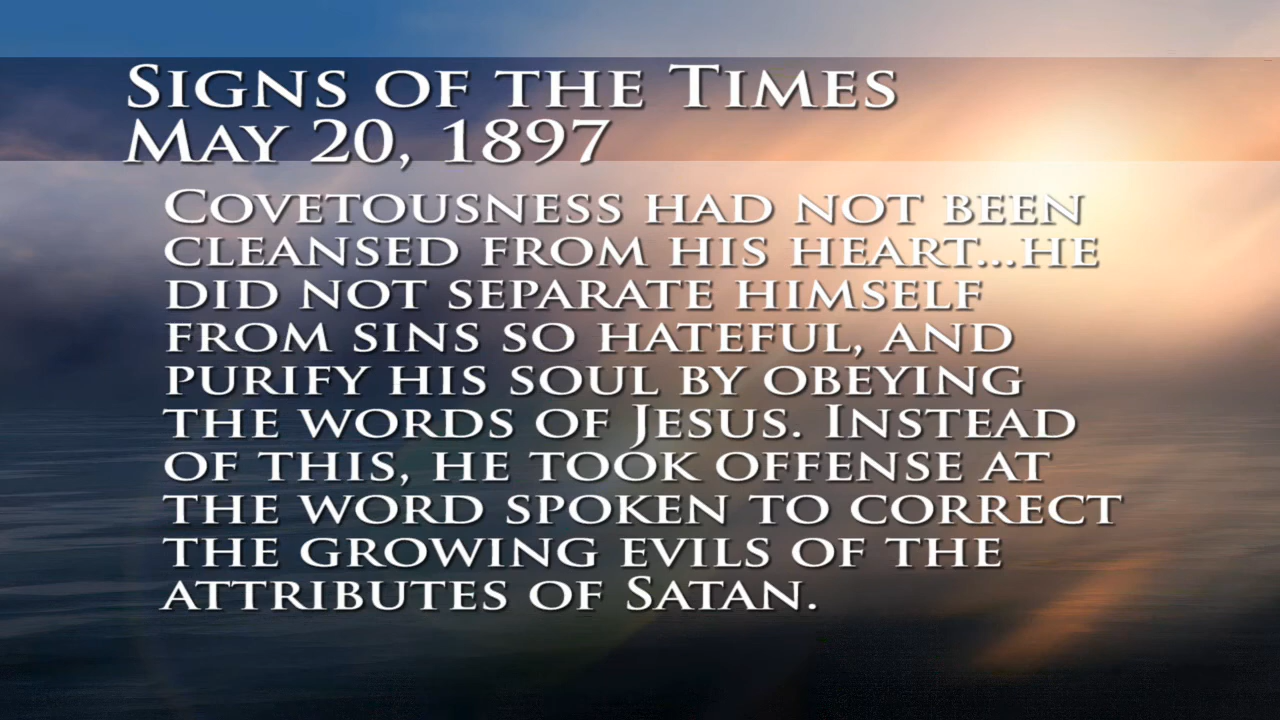 Signs of the Times
May 20, 1897
Covetousness had not been
cleansed from his heart...he
did not separate himself
from sins so hateful, and
purify his soul by obeying
the words of Jesus. Instead
of this, he took offense at
the word spoken to correct
the growing evils of the
attributes of Satan.